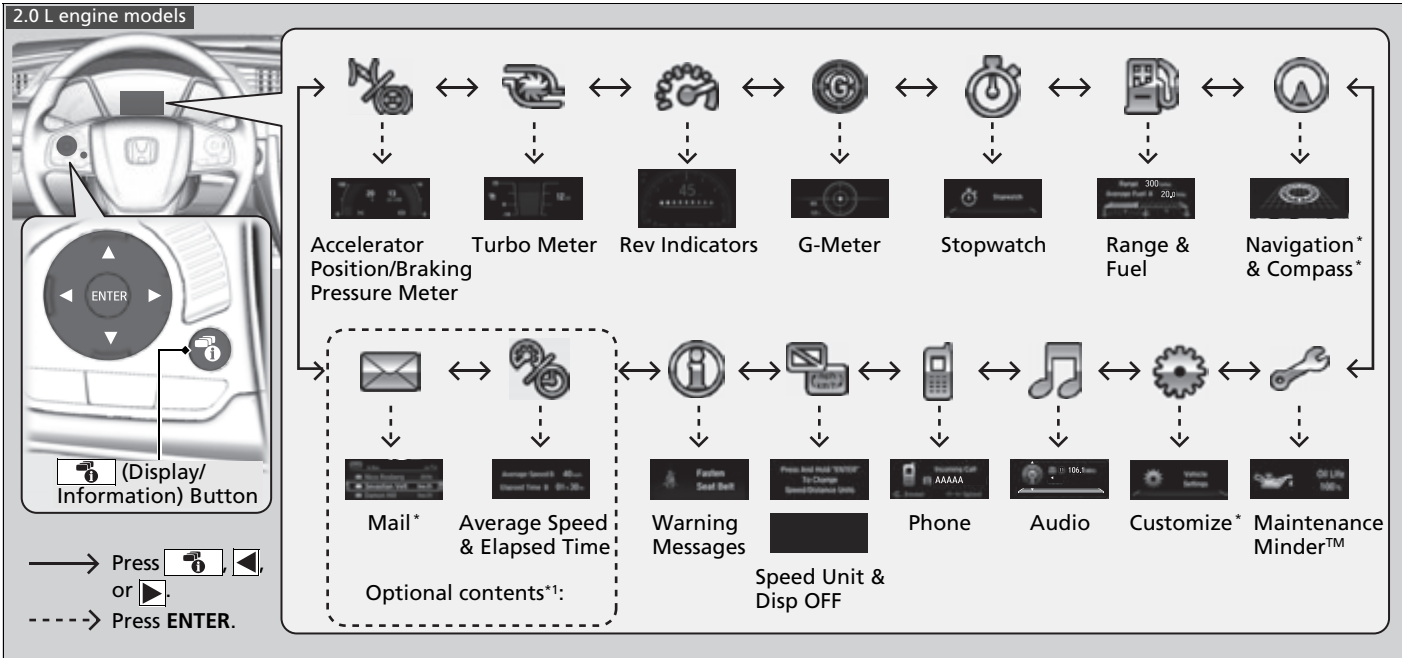 2.0 L engine models
Accelerator
Position/Braking
Pressure Meter
Turbo Meter
Rev Indicators
G-Meter
Stopwatch
Range &
Fuel
Navigation*
& Compass*
45
Stopwatch
Range 300
Average Fuel 20.0
G
ENTER
(Display/
Information) Button
Average Speed B 40
Elapsed Time B 01:30
Fasten
Seat Belt
Press And Hold "ENTER"
To Change
Speed/Distance Units
Incoming Call
AAAAA
106.1
Vehicle
Settings
Oil Life
100%
Mail*
Average Speed
& Elapsed Time
Optional contents*1:
Warning
Messages
Speed Unit &
Disp OFF
Phone
Audio
Customize*
Maintenance
Minder™
Press , ◀,
or ▶.
Press ENTER.